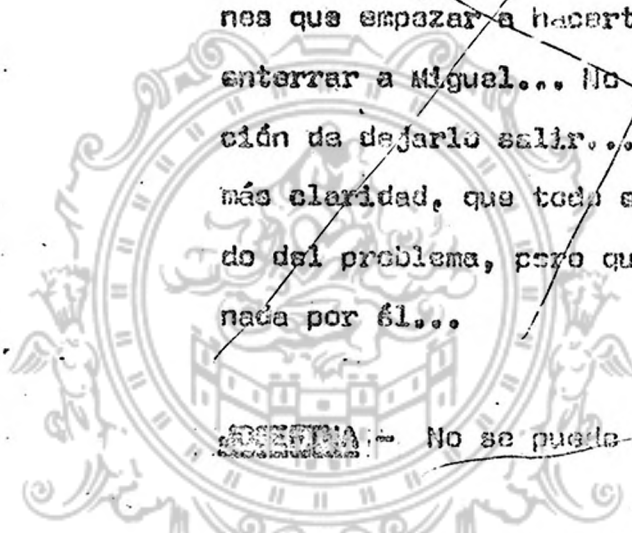 nes que empezar a hacert
enterrar a Miguel... No
ción de dejarlo salir...
más claridad, que todo s
do del problema, pero qu
nada por él...
JOSEFINA.- No se puede